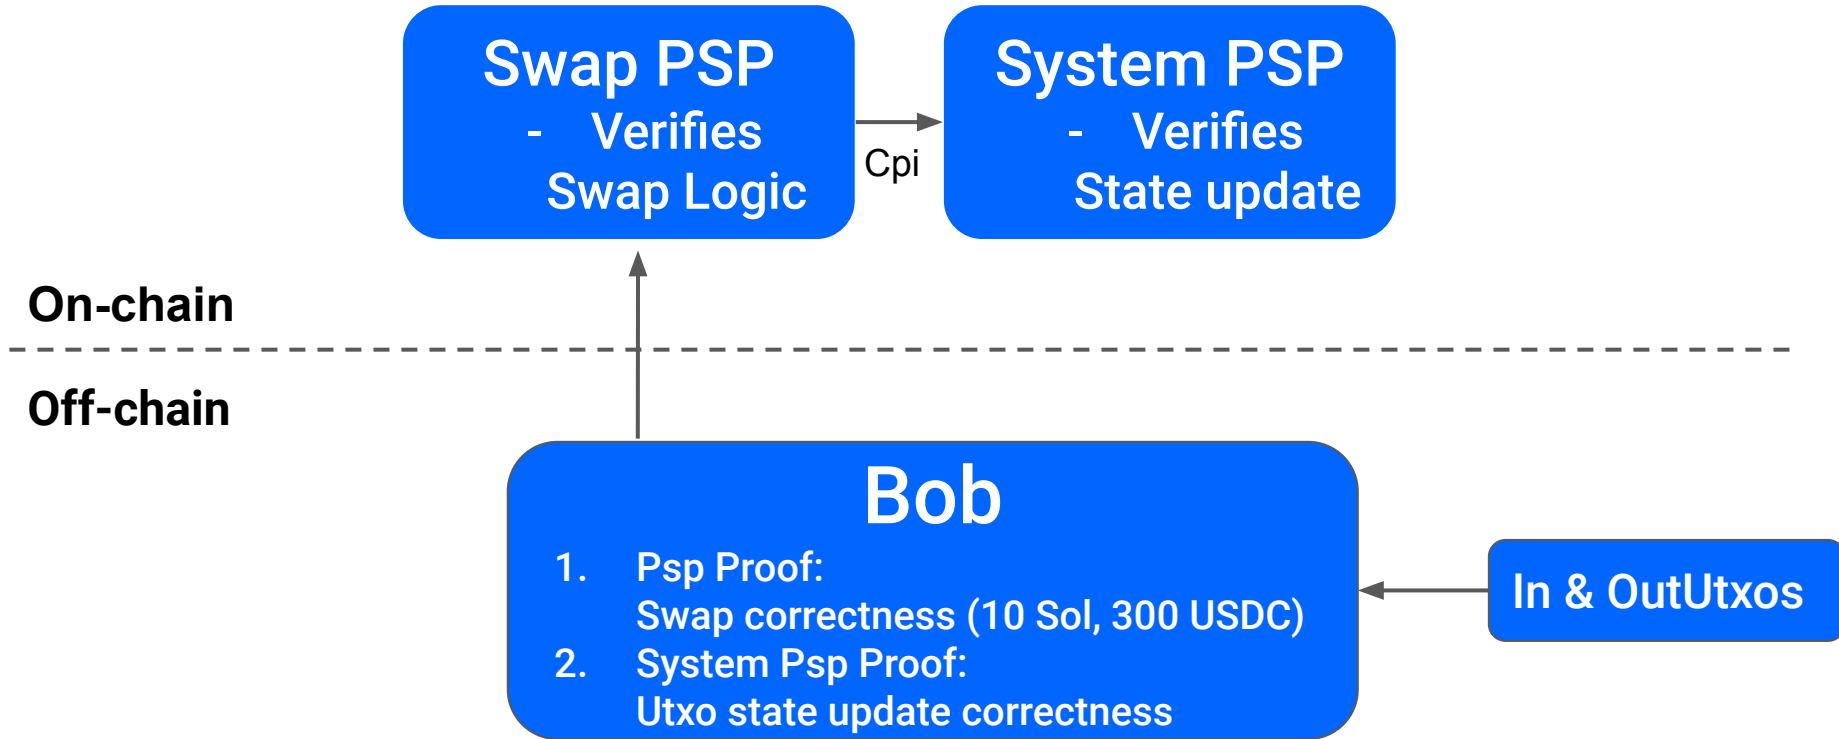 Swap PSP
- Verifies
Swap Logic
Cpi
System PSP
- Verifies
State update
On-chain
Off-chain
Bob
1. Psp Proof:
Swap correctness (10 Sol, 300 USDC)
2. System Psp Proof:
Utxo state update correctness
In & OutUtxos